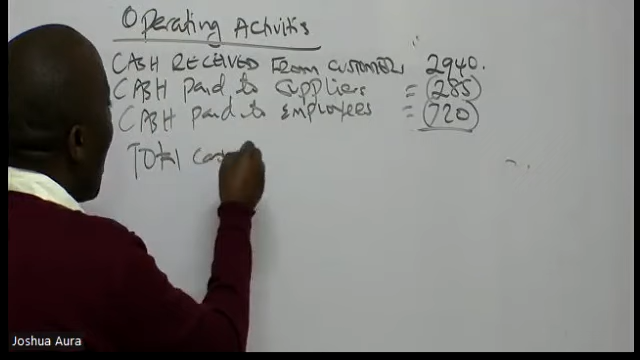 Operating Activitis
CASH RECEIVED From customers 2940.
CASH paid to Suppliers = (285)
CASH paid to Employees = (720)
Total cas
Joshua Aura